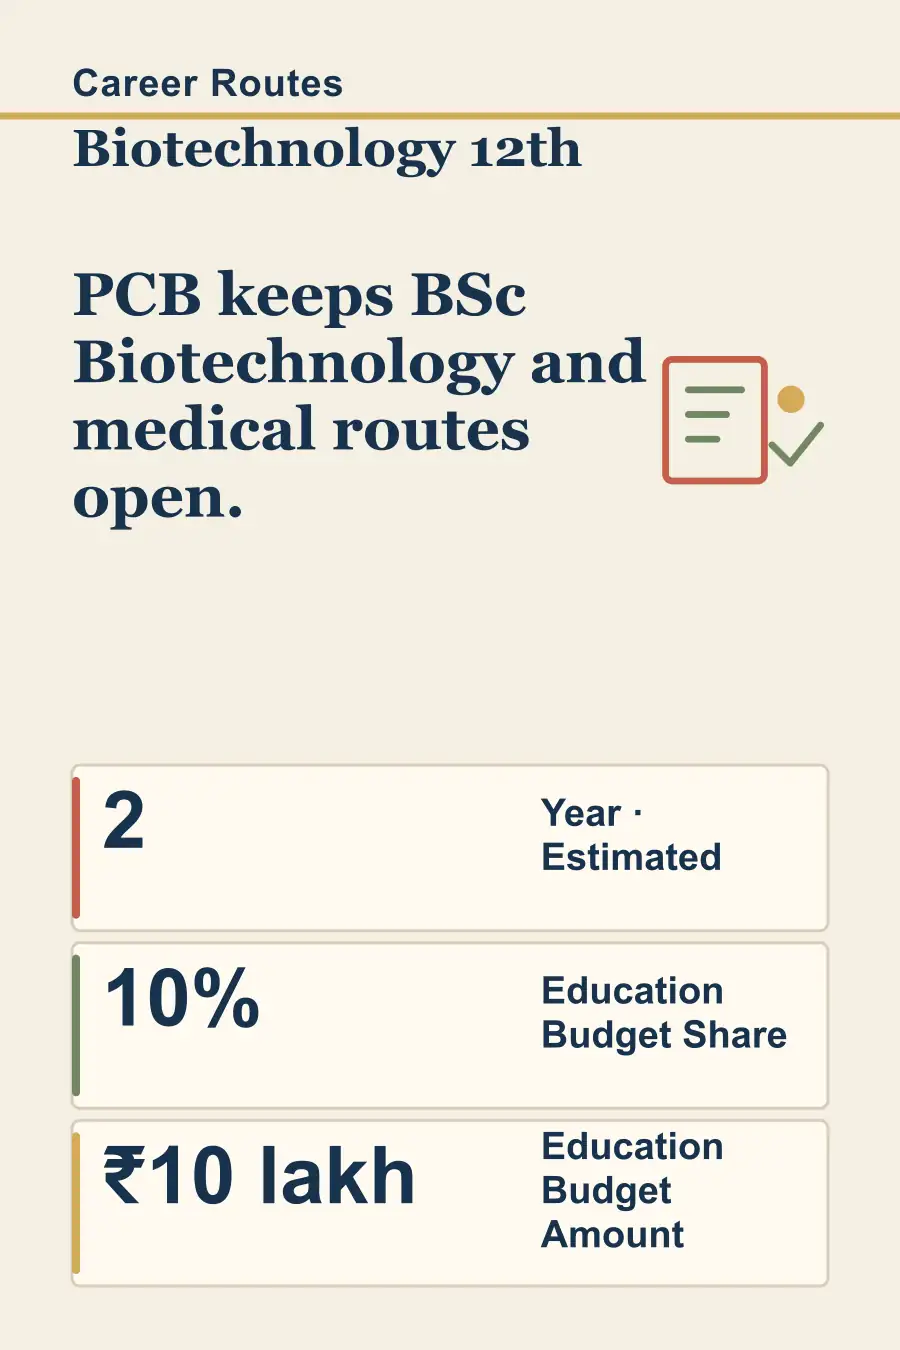 Career Routes
Biotechnology 12th
PCB keeps BSc
Biotechnology and
medical routes
open.
2
Year ·
Estimated
10%
Education
Budget Share
₹10 lakh
Education
Budget
Amount